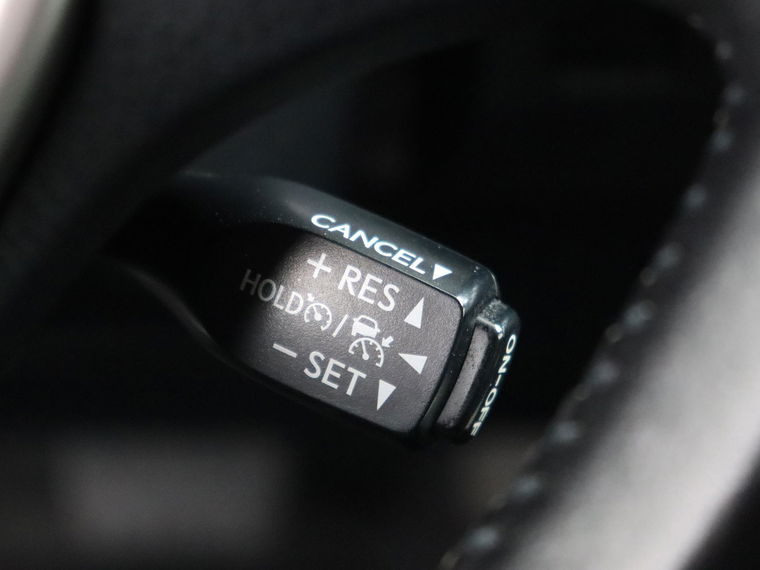 CANCEL ▼
+ RES ▲
HOLD /
− SET ▼
ON-OFF